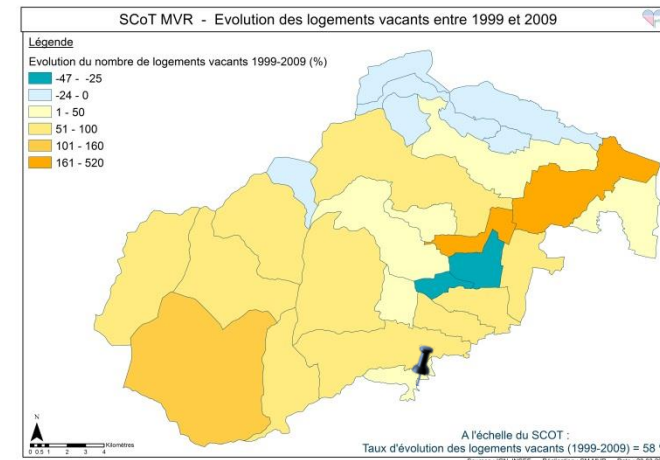 SCoT MVR - Evolution des logements vacants entre 1999 et 2009
Légende
Evolution du nombre de logements vacants 1999-2009 (%)
-47 - -25
-24 - 0
1 - 50
51 - 100
101 - 160
161 - 520
N
0 0.5 1 2 3 4
Kilomètres
A l'échelle du SCOT :
Taux d'évolution des logements vacants (1999-2009) = 58